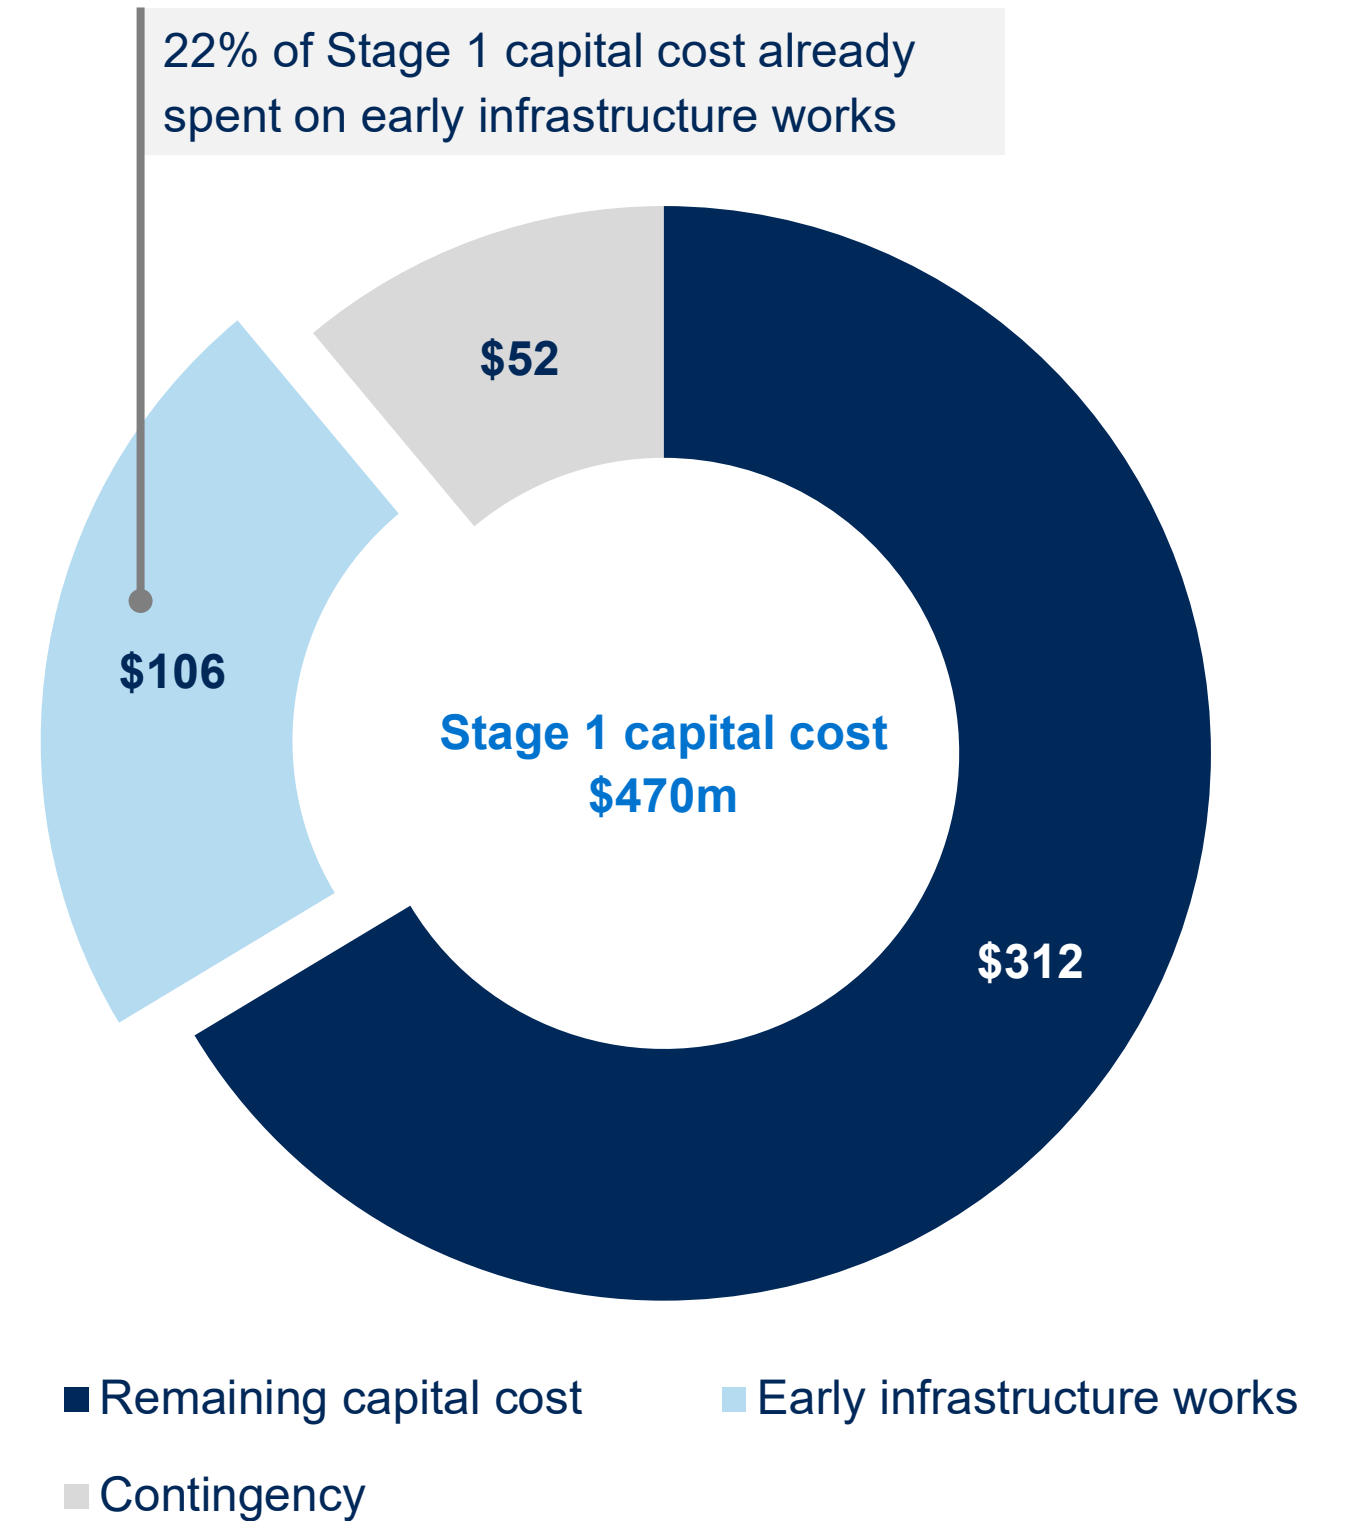 22% of Stage 1 capital cost already
spent on early infrastructure works
$52
$106
Stage 1 capital cost
$470m
$312
Remaining capital cost
Early infrastructure works
Contingency